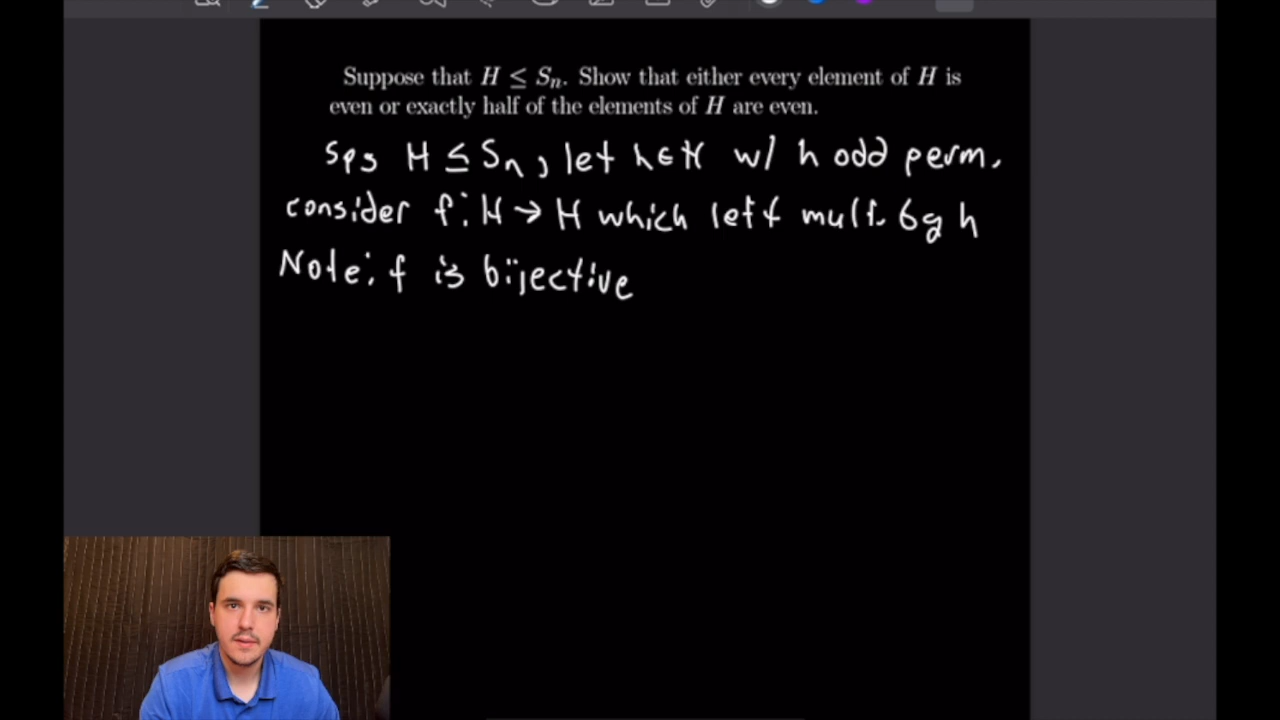 Suppose that H ≤ Sₙ. Show that either every element of H is
even or exactly half of the elements of H are even.
Sps H ≤ Sₙ, let h ∈ H w/ h odd perm.
consider f: H → H which left mult. by h
Note: f is bijective